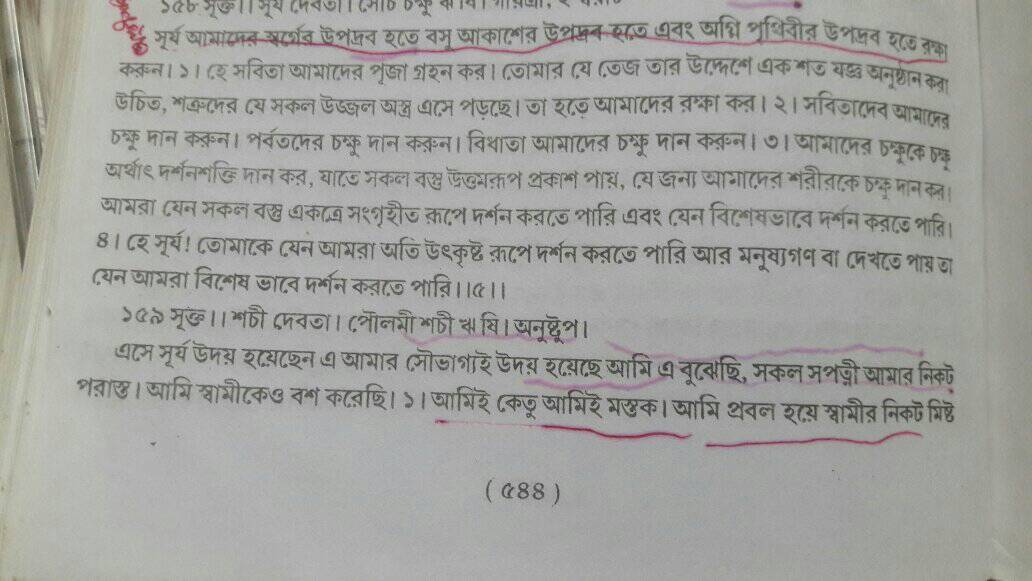 ১৫৮ সূক্ত।। সূর্য দেবতা।
সূর্য আমাদের স্বর্গের উপদ্রব হতে বসু আকাশের উপদ্রব হতে এবং অগ্নি পৃথিবীর উপদ্রব হতে রক্ষা
করুন। ১। হে সবিতা আমাদের পূজা গ্রহন কর। তোমার যে তেজ তার উদ্দেশে এক শত যজ্ঞ অনুষ্ঠান করা
উচিত, শত্রুদের যে সকল উজ্জল অস্ত্র এসে পড়ছে। তা হতে আমাদের রক্ষা কর। ২। সবিতাদেব আমাদের
চক্ষু দান করুন। পর্বতদের চক্ষু দান করুন। বিধাতা আমাদের চক্ষু দান করুন। ৩। আমাদের চক্ষুকে চক্ষু
অর্থাৎ দর্শনশক্তি দান কর, যাতে সকল বস্তু উত্তমরূপ প্রকাশ পায়, যে জন্য আমাদের শরীরকে চক্ষু দান কর।
আমরা যেন সকল বস্তু একত্রে সংগৃহীত রূপে দর্শন করতে পারি এবং যেন বিশেষভাবে দর্শন করতে পারি।
৪। হে সূর্য! তোমাকে যেন আমরা অতি উৎকৃষ্ট রূপে দর্শন করতে পারি আর মনুষ্যগণ বা দেখতে পায় তা
যেন আমরা বিশেষ ভাবে দর্শন করতে পারি।।৫।।
১৫৯ সূক্ত।। শচী দেবতা। পৌলমী শচী ঋষি। অনুষ্টুপ।
এসে সূর্য উদয় হয়েছেন এ আমার সৌভাগ্যই উদয় হয়েছে আমি এ বুঝেছি, সকল সপত্নী আমার নিকট
পরাস্ত। আমি স্বামীকেও বশ করেছি। ১। আমিই কেতু আমিই মস্তক। আমি প্রবল হয়ে স্বামীর নিকট মিষ্ট
(৫৪৪)